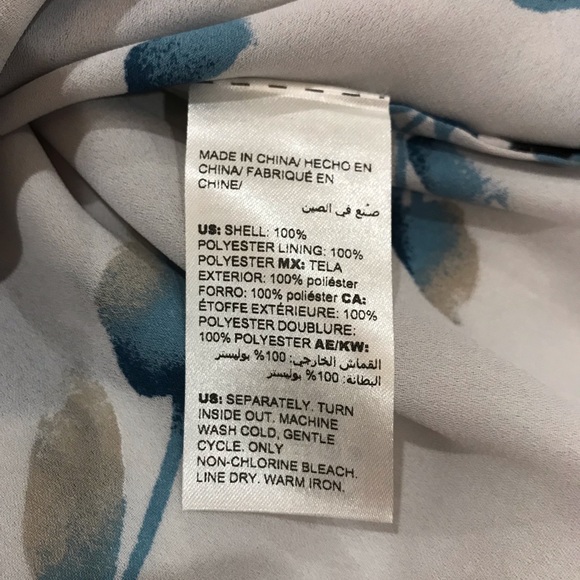 MADE IN CHINA/ HECHO EN
CHINA/ FABRIQUÉ EN
CHINE/
صنع في الصين
US: SHELL: 100%
POLYESTER LINING: 100%
POLYESTER MX: TELA
EXTERIOR: 100% poliéster
FORRO: 100% poliéster CA:
ÉTOFFE EXTÉRIEURE: 100%
POLYESTER DOUBLURE:
100% POLYESTER AE/KW:
القماش الخارجي: 100% بوليستر
البطانة: 100% بوليستر
US: SEPARATELY. TURN
INSIDE OUT. MACHINE
WASH COLD, GENTLE
CYCLE. ONLY
NON-CHLORINE BLEACH.
LINE DRY. WARM IRON.